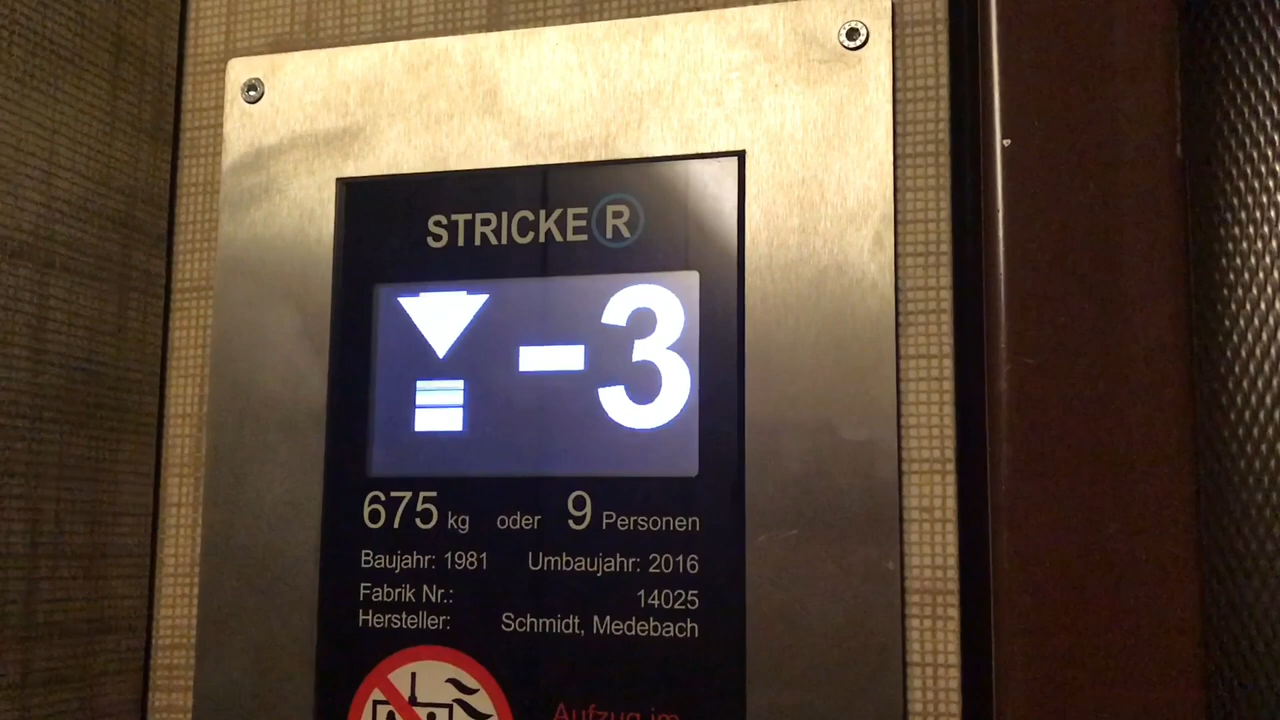 STRICKER
-3
675 kg oder 9 Personen
Baujahr: 1981 Umbaujahr: 2016
Fabrik Nr.: 14025
Hersteller: Schmidt, Medebach
Aufzug im